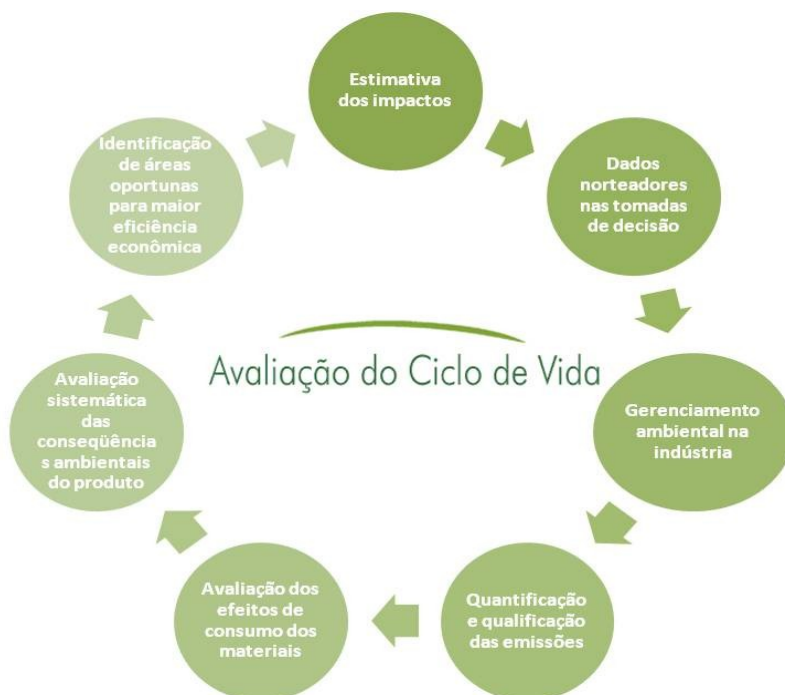 Estimativa
dos impactos
Dados
norteadores
nas tomadas
de decisão
Gerenciamento
ambiental na
indústria
Quantificação
e qualificação
das emissões
Avaliação dos
efeitos de
consumo dos
materiais
Avaliação
sistemática
das
conseqüência
s ambientais
do produto
Identificação
de áreas
oportunas
para maior
eficiência
econômica
Avaliação do Ciclo de Vida